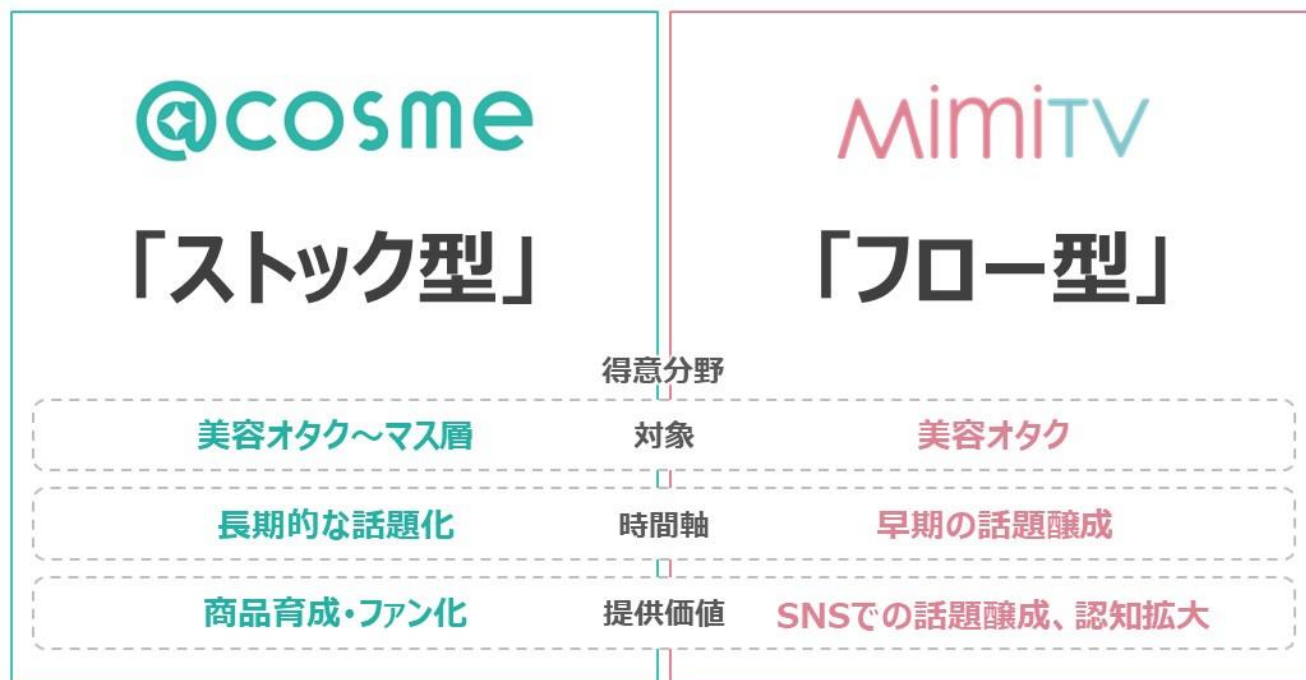 @cosme
MimiTV
「ストック型」
「フロー型」
得意分野
美容オタク～マス層 対象 美容オタク
長期的な話題化 時間軸 早期の話題醸成
商品育成・ファン化 提供価値 SNSでの話題醸成、認知拡大